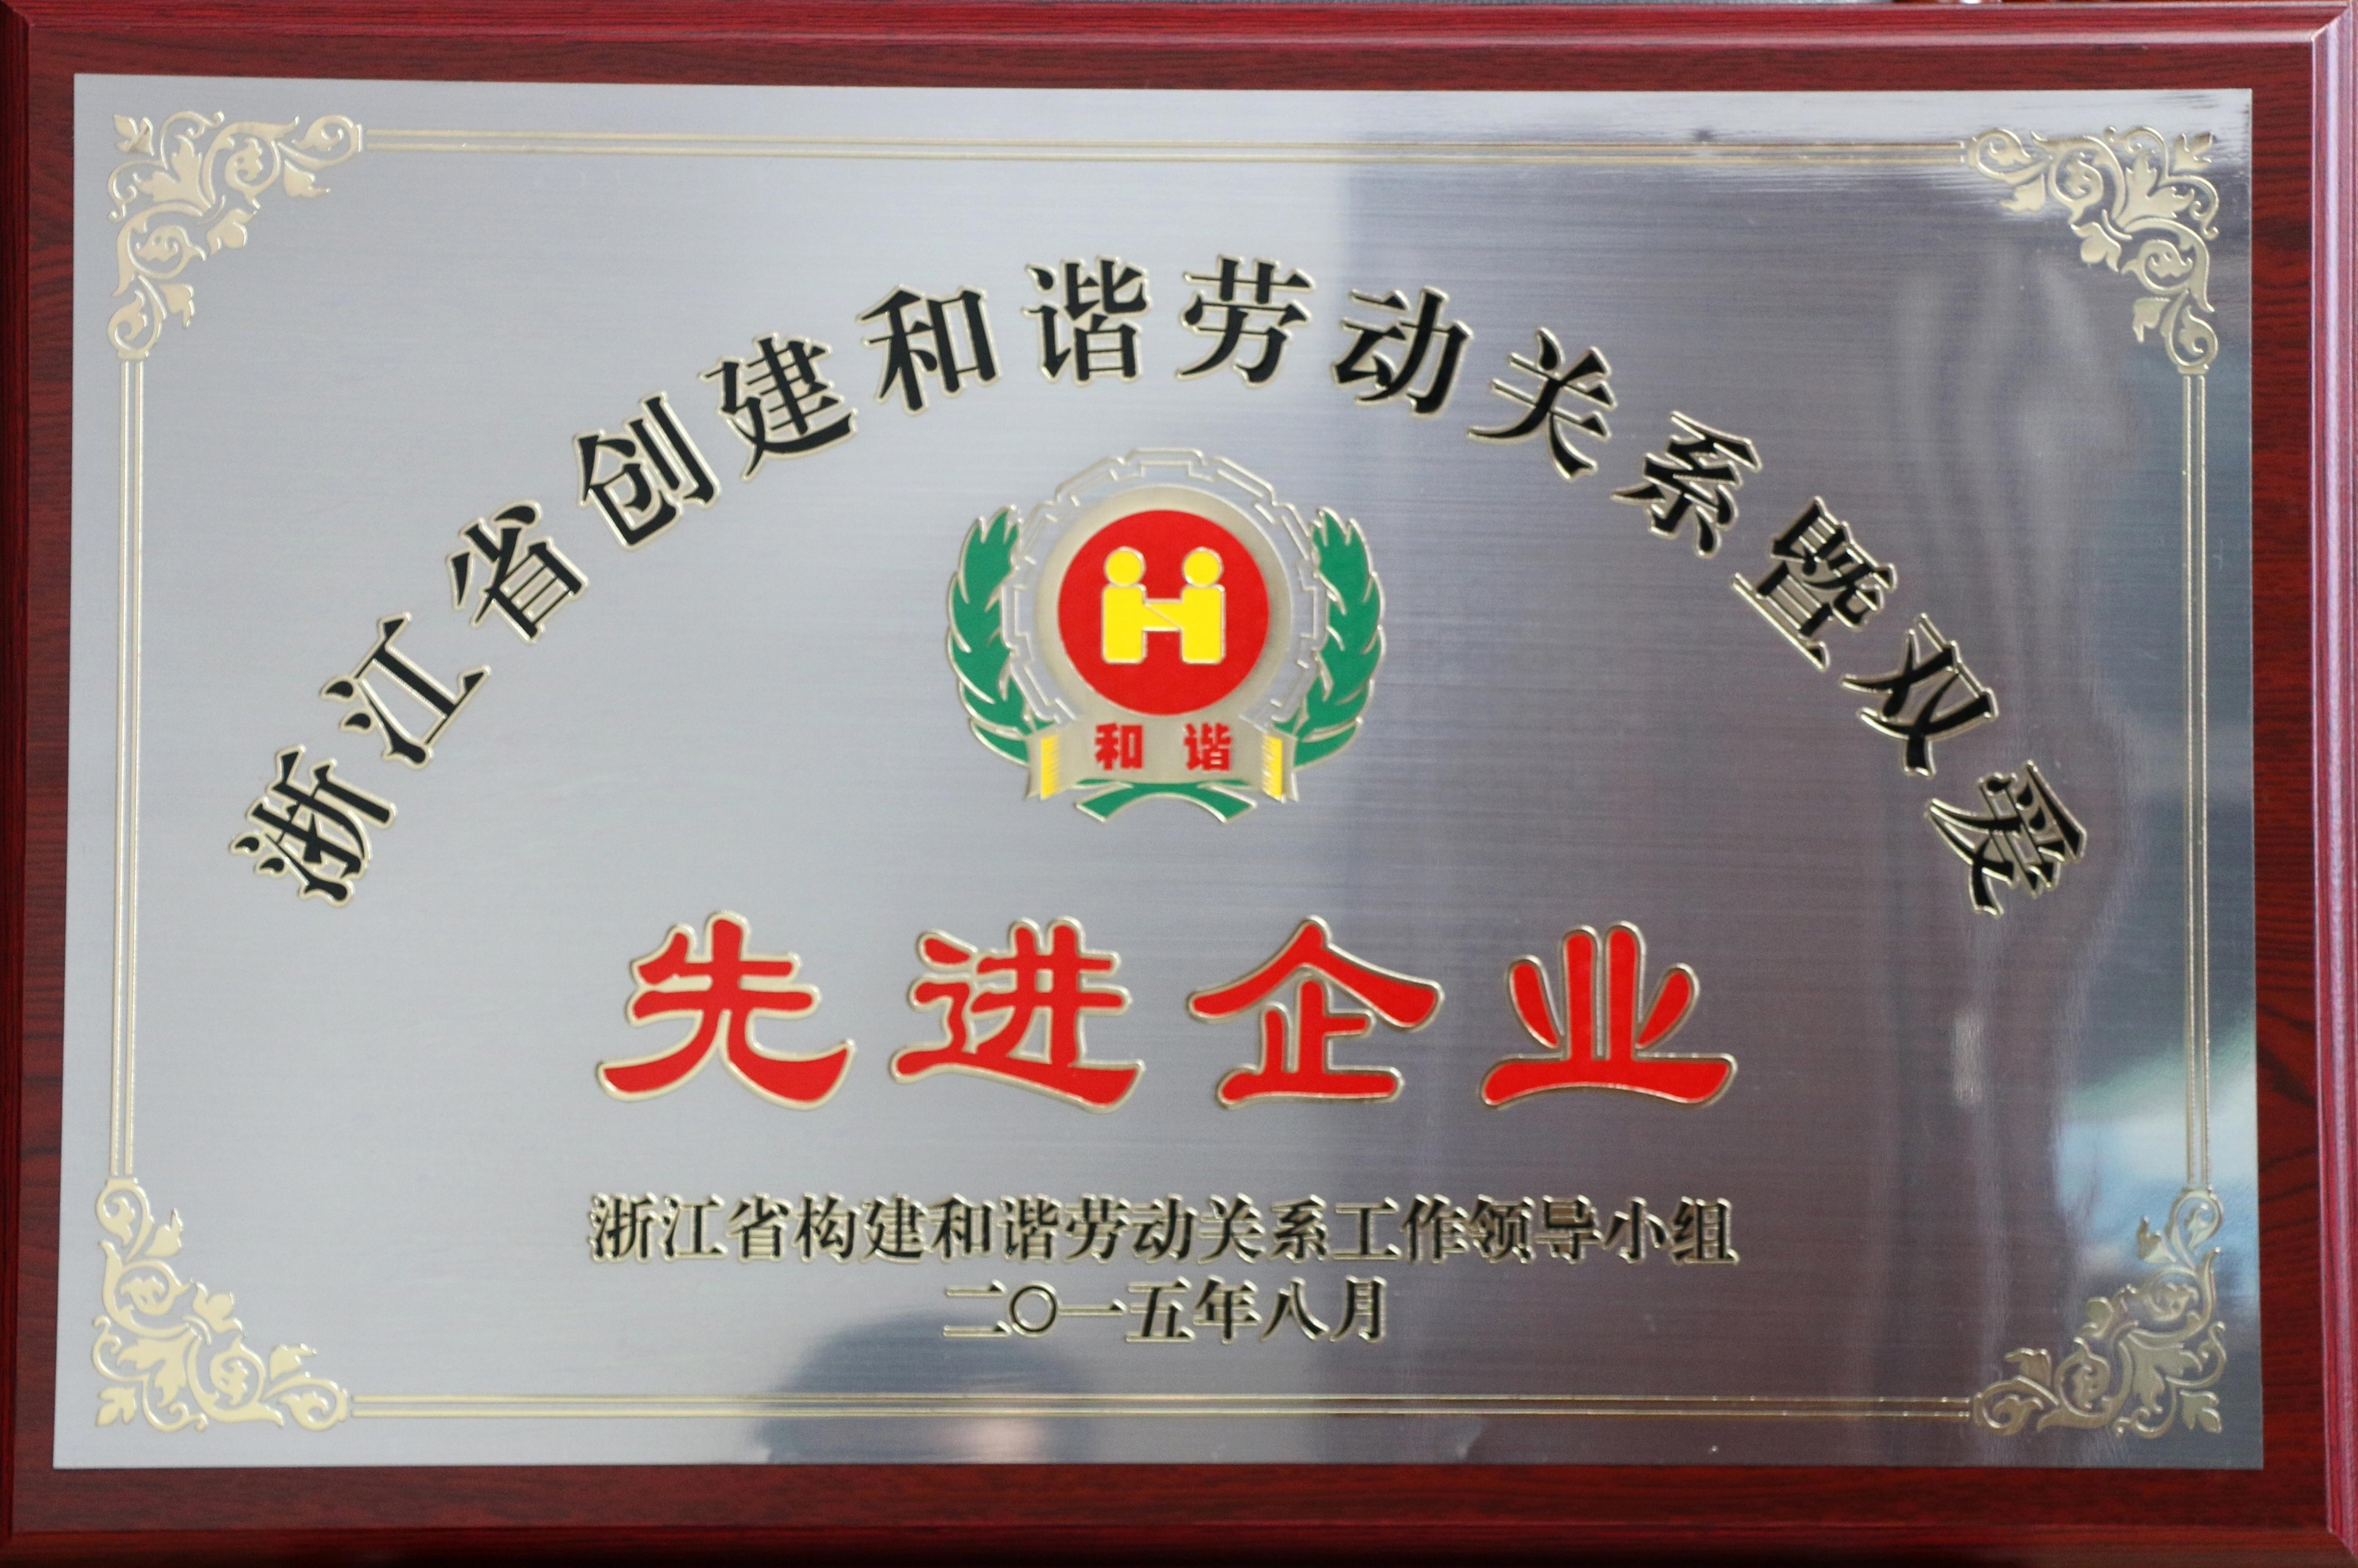 浙江省创建和谐劳动关系暨双爱
和谐
先进企业
浙江省构建和谐劳动关系工作领导小组
二〇一五年八月